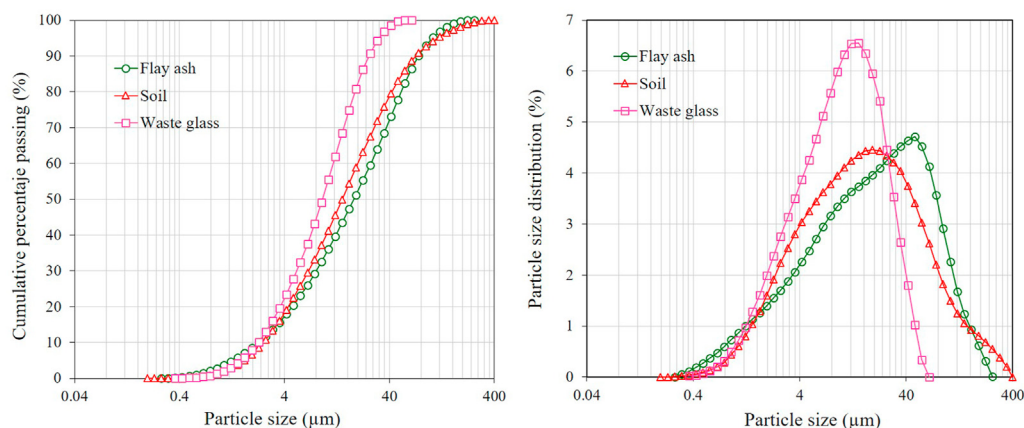 Cumulative percentaje passing (%)
100
90
80
70
60
50
40
30
20
10
0
0.04
0.4
4
40
400
Particle size (µm)
Flay ash
Soil
Waste glass
Particle size distribution (%)
7
6
5
4
3
2
1
0
0.04
0.4
4
40
400
Particle size (µm)
Flay ash
Soil
Waste glass